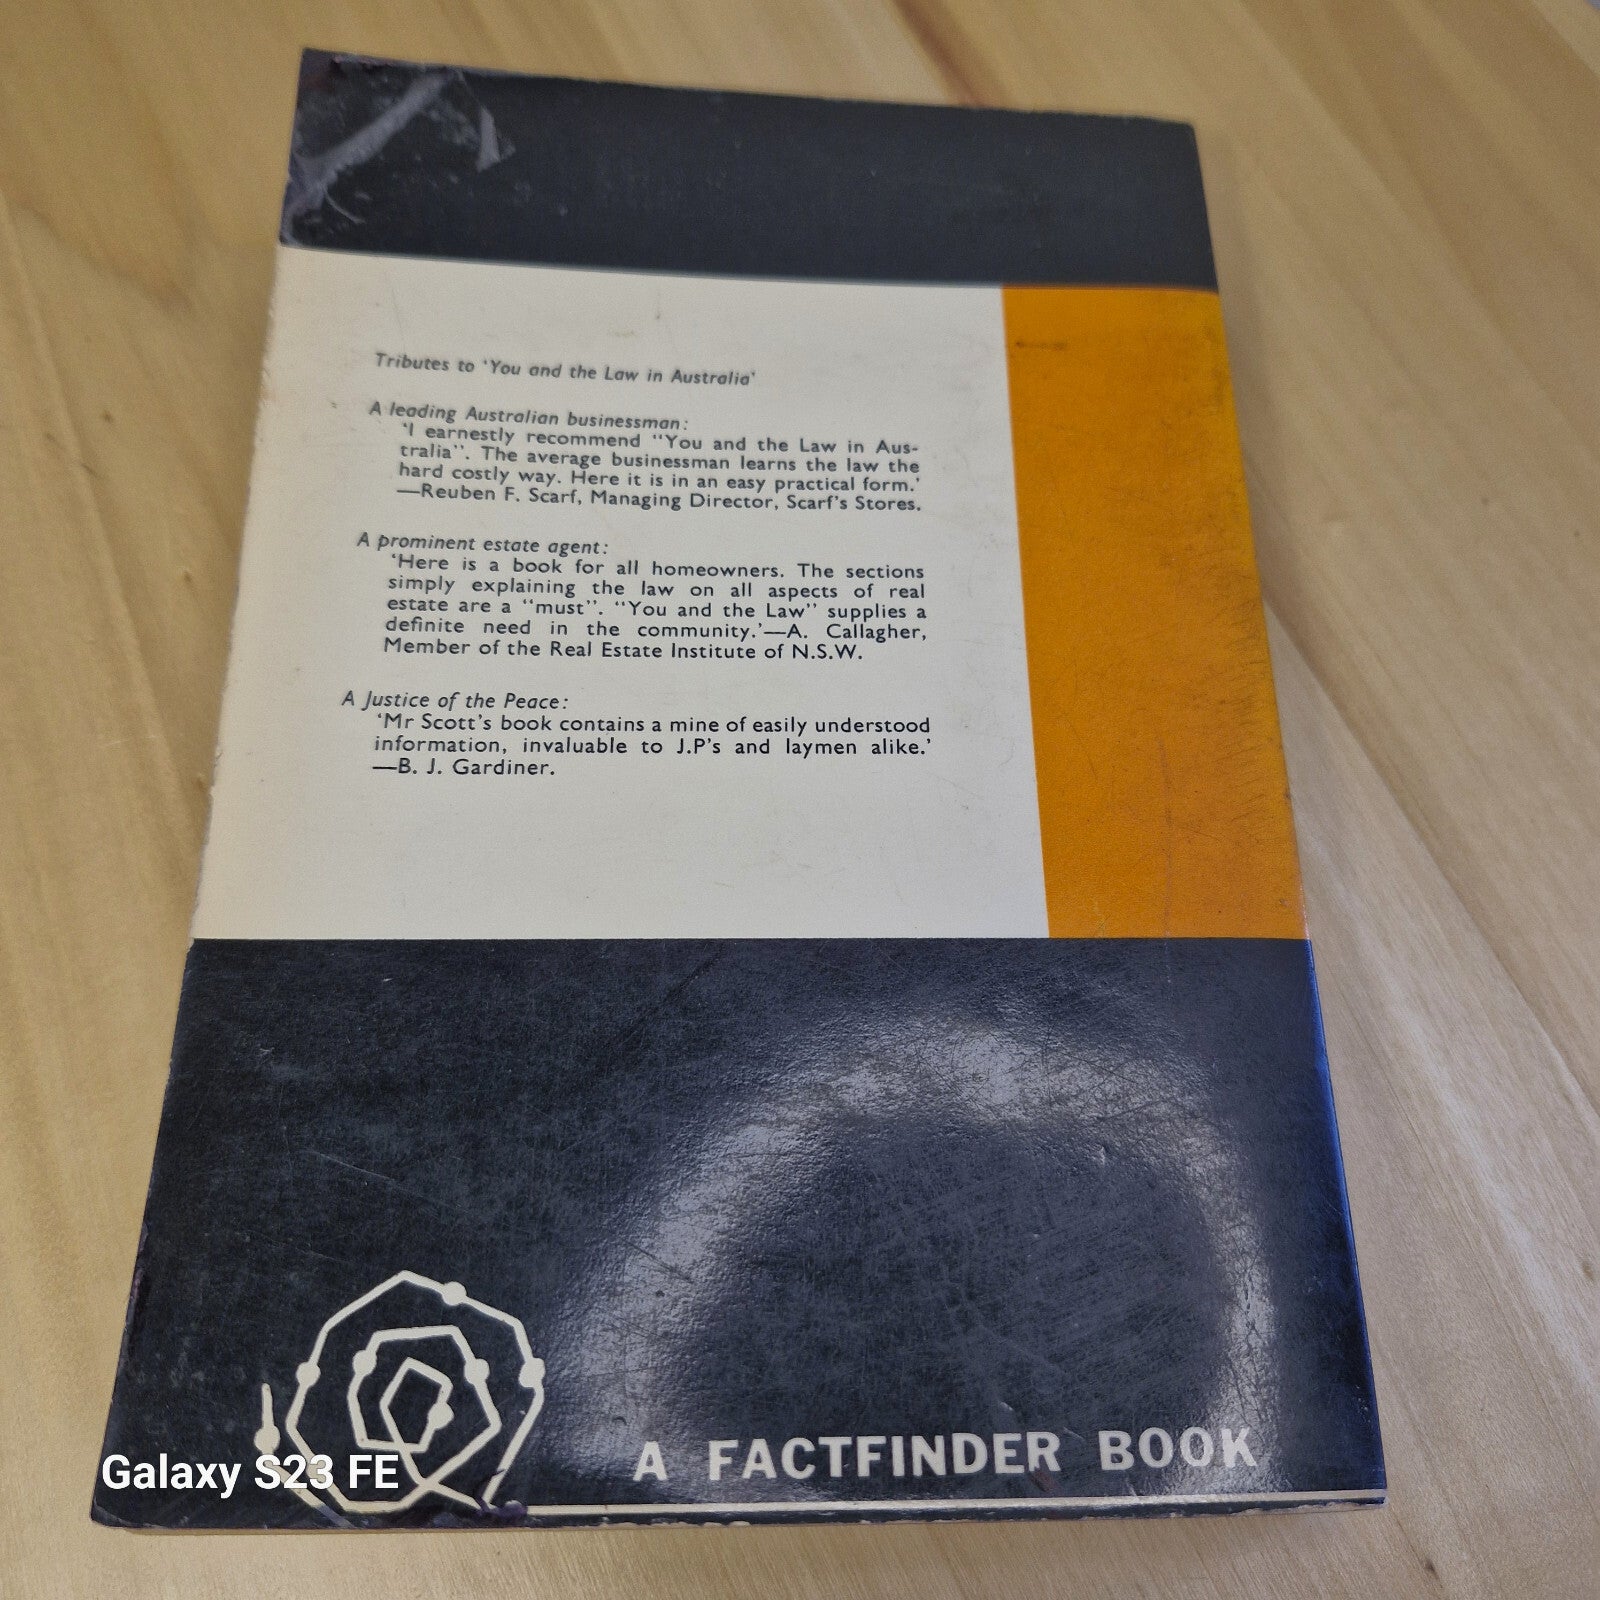 Tributes to 'You and the Law in Australia'
A leading Australian businessman:
'I earnestly recommend "You and the Law in Aus-
tralia". The average businessman learns the law the
hard costly way. Here it is in an easy practical form.'
—Reuben F. Scarf, Managing Director, Scarf's Stores.
A prominent estate agent:
'Here is a book for all homeowners. The sections
simply explaining the law on all aspects of real
estate are a "must". "You and the Law" supplies a
definite need in the community.'—A. Callagher,
Member of the Real Estate Institute of N.S.W.
A Justice of the Peace:
'Mr Scott's book contains a mine of easily understood
information, invaluable to J.P's and laymen alike.'
—B. J. Gardiner.
A FACTFINDER BOOK
Galaxy S23 FE